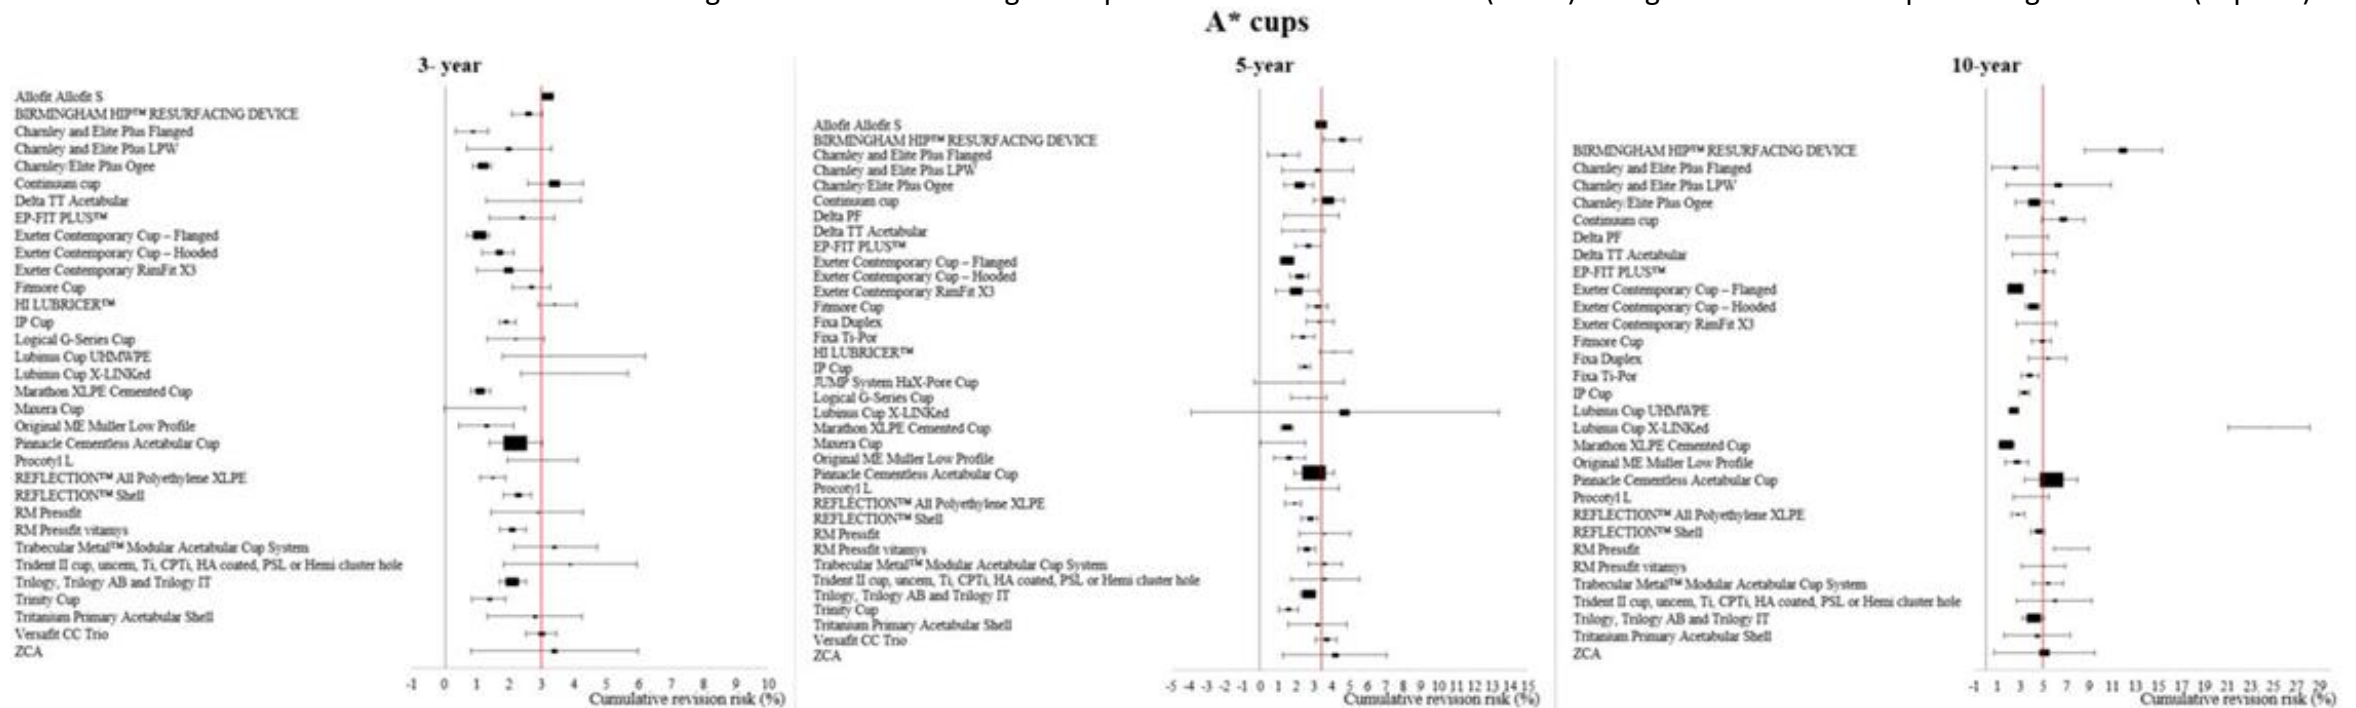 A* cups
3- year
Allofit Allofit S
BIRMINGHAM HIP™ RESURFACING DEVICE
Charnley and Elite Plus Flanged
Charnley and Elite Plus LPW
Charnley/Elite Plus Ogee
Continuum cup
Delta TT Acetabular
EP-FIT PLUS™
Exeter Contemporary Cup – Flanged
Exeter Contemporary Cup – Hooded
Exeter Contemporary RimFit X3
Fitmore Cup
HI LUBRICER™
IP Cup
Logical G-Series Cup
Lubinus Cup UHMWPE
Lubinus Cup X-LINKed
Marathon XLPE Cemented Cup
Maxera Cup
Original ME Muller Low Profile
Pinnacle Cementless Acetabular Cup
Procotyl L
REFLECTION™ All Polyethylene XLPE
REFLECTION™ Shell
RM Pressfit
RM Pressfit vitamys
Trabecular Metal™ Modular Acetabular Cup System
Trident II cup, uncem, Ti, CPTi, HA coated, PSL or Hemi cluster hole
Trilogy, Trilogy AB and Trilogy IT
Trinity Cup
Tritanium Primary Acetabular Shell
Versafit CC Trio
ZCA
-1 0 1 2 3 4 5 6 7 8 9 10
Cumulative revision risk (%)
5-year
Allofit Allofit S
BIRMINGHAM HIP™ RESURFACING DEVICE
Charnley and Elite Plus Flanged
Charnley and Elite Plus LPW
Charnley/Elite Plus Ogee
Continuum cup
Delta PF
Delta TT Acetabular
EP-FIT PLUS™
Exeter Contemporary Cup – Flanged
Exeter Contemporary Cup – Hooded
Exeter Contemporary RimFit X3
Fitmore Cup
Fixa Duplex
Fixa Ti-Por
HI LUBRICER™
IP Cup
JUMP System HaX-Pore Cup
Logical G-Series Cup
Lubinus Cup X-LINKed
Marathon XLPE Cemented Cup
Maxera Cup
Original ME Muller Low Profile
Pinnacle Cementless Acetabular Cup
Procotyl L
REFLECTION™ All Polyethylene XLPE
REFLECTION™ Shell
RM Pressfit
RM Pressfit vitamys
Trabecular Metal™ Modular Acetabular Cup System
Trident II cup, uncem, Ti, CPTi, HA coated, PSL or Hemi cluster hole
Trilogy, Trilogy AB and Trilogy IT
Trinity Cup
Tritanium Primary Acetabular Shell
Versafit CC Trio
ZCA
-5 -4 -3 -2 -1 0 1 2 3 4 5 6 7 8 9 10 11 12 13 14 15
Cumulative revision risk (%)
10-year
BIRMINGHAM HIP™ RESURFACING DEVICE
Charnley and Elite Plus Flanged
Charnley and Elite Plus LPW
Charnley/Elite Plus Ogee
Continuum cup
Delta PF
Delta TT Acetabular
EP-FIT PLUS™
Exeter Contemporary Cup – Flanged
Exeter Contemporary Cup – Hooded
Exeter Contemporary RimFit X3
Fitmore Cup
Fixa Duplex
Fixa Ti-Por
IP Cup
Lubinus Cup UHMWPE
Lubinus Cup X-LINKed
Marathon XLPE Cemented Cup
Original ME Muller Low Profile
Pinnacle Cementless Acetabular Cup
Procotyl L
REFLECTION™ All Polyethylene XLPE
REFLECTION™ Shell
RM Pressfit
RM Pressfit vitamys
Trabecular Metal™ Modular Acetabular Cup System
Trident II cup, uncem, Ti, CPTi, HA coated, PSL or Hemi cluster hole
Trilogy, Trilogy AB and Trilogy IT
Tritanium Primary Acetabular Shell
ZCA
-1 1 3 5 7 9 11 13 15 17 19 21 23 25 27 29
Cumulative revision risk (%)